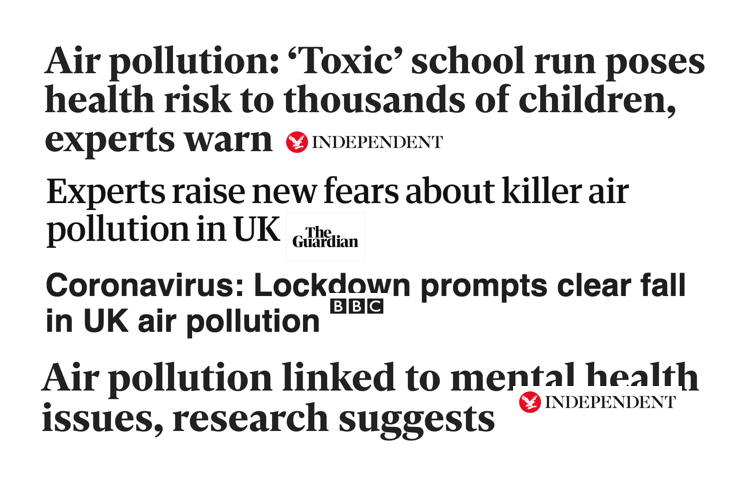 Air pollution: ‘Toxic’ school run poses
health risk to thousands of children,
experts warn INDEPENDENT
Experts raise new fears about killer air
pollution in UK The Guardian
Coronavirus: Lockdown prompts clear fall
in UK air pollution BBC
Air pollution linked to mental health
issues, research suggests INDEPENDENT